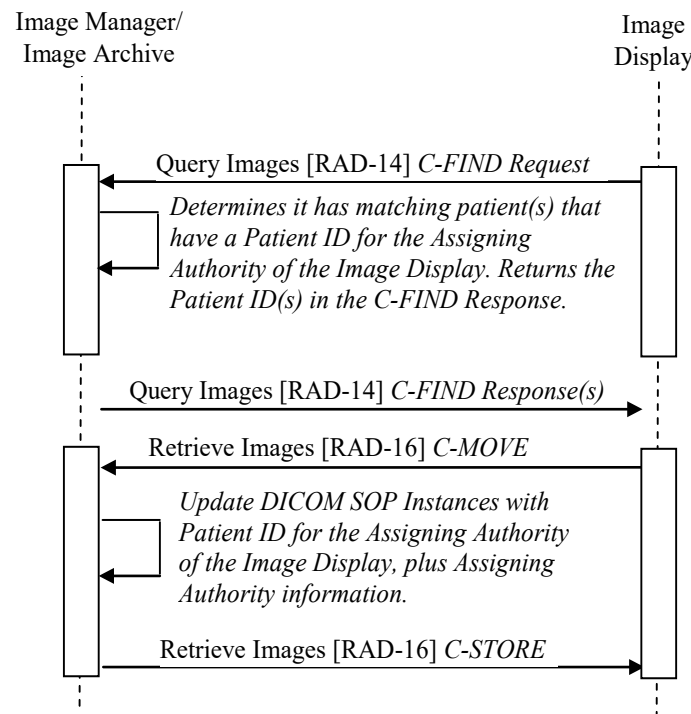 Image Manager/
Image Archive
Image
Display
Query Images [RAD-14] C-FIND Request
Determines it has matching patient(s) that
have a Patient ID for the Assigning
Authority of the Image Display. Returns the
Patient ID(s) in the C-FIND Response.
Query Images [RAD-14] C-FIND Response(s)
Retrieve Images [RAD-16] C-MOVE
Update DICOM SOP Instances with
Patient ID for the Assigning Authority
of the Image Display, plus Assigning
Authority information.
Retrieve Images [RAD-16] C-STORE